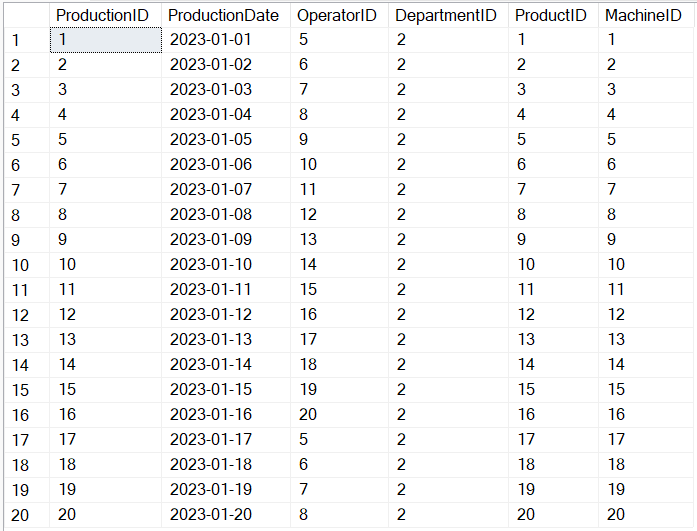 ProductionID ProductionDate OperatorID DepartmentID ProductID MachineID
1 1 2023-01-01 5 2 1 1
2 2 2023-01-02 6 2 2 2
3 3 2023-01-03 7 2 3 3
4 4 2023-01-04 8 2 4 4
5 5 2023-01-05 9 2 5 5
6 6 2023-01-06 10 2 6 6
7 7 2023-01-07 11 2 7 7
8 8 2023-01-08 12 2 8 8
9 9 2023-01-09 13 2 9 9
10 10 2023-01-10 14 2 10 10
11 11 2023-01-11 15 2 11 11
12 12 2023-01-12 16 2 12 12
13 13 2023-01-13 17 2 13 13
14 14 2023-01-14 18 2 14 14
15 15 2023-01-15 19 2 15 15
16 16 2023-01-16 20 2 16 16
17 17 2023-01-17 5 2 17 17
18 18 2023-01-18 6 2 18 18
19 19 2023-01-19 7 2 19 19
20 20 2023-01-20 8 2 20 20